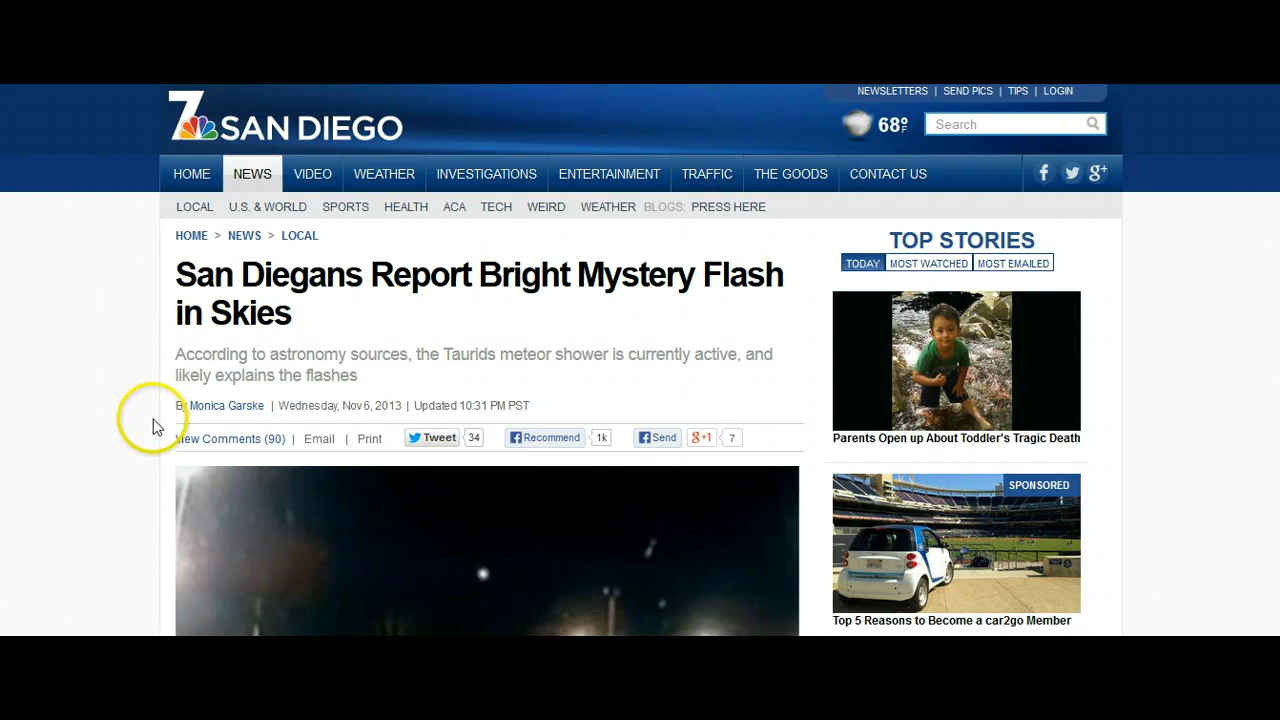 NEWSLETTERS | SEND PICS | TIPS | LOGIN
7 SAN DIEGO
68°F
Search
HOME NEWS VIDEO WEATHER INVESTIGATIONS ENTERTAINMENT TRAFFIC THE GOODS CONTACT US f g+
LOCAL U.S. & WORLD SPORTS HEALTH ACA TECH WEIRD WEATHER BLOGS: PRESS HERE
HOME > NEWS > LOCAL
San Diegans Report Bright Mystery Flash
in Skies
According to astronomy sources, the Taurids meteor shower is currently active, and
likely explains the flashes
By Monica Garske | Wednesday, Nov 6, 2013 | Updated 10:31 PM PST
View Comments (90) | Email | Print Tweet 34 Recommend 1k Send g+1 7
TOP STORIES
TODAY MOST WATCHED MOST EMAILED
Parents Open up About Toddler's Tragic Death
SPONSORED
Top 5 Reasons to Become a car2go Member